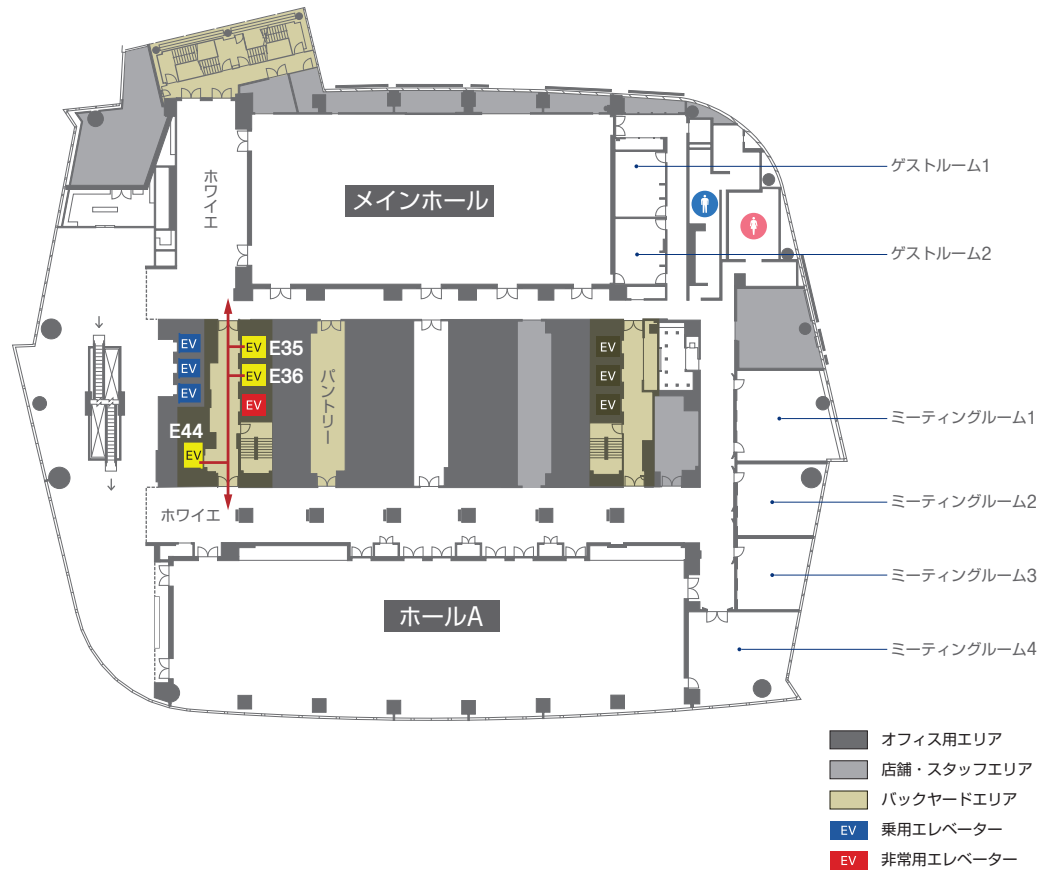 ゲストルーム1
ホワイエ
メインホール
ゲストルーム2
EV
EV E35
EV
EV
EV E36
パントリー
EV
EV
EV
EV
ミーティングルーム1
E44
EV
ミーティングルーム2
ホワイエ
ミーティングルーム3
ホールA
ミーティングルーム4
オフィス用エリア
店舗・スタッフエリア
バックヤードエリア
EV 乗用エレベーター
EV 非常用エレベーター